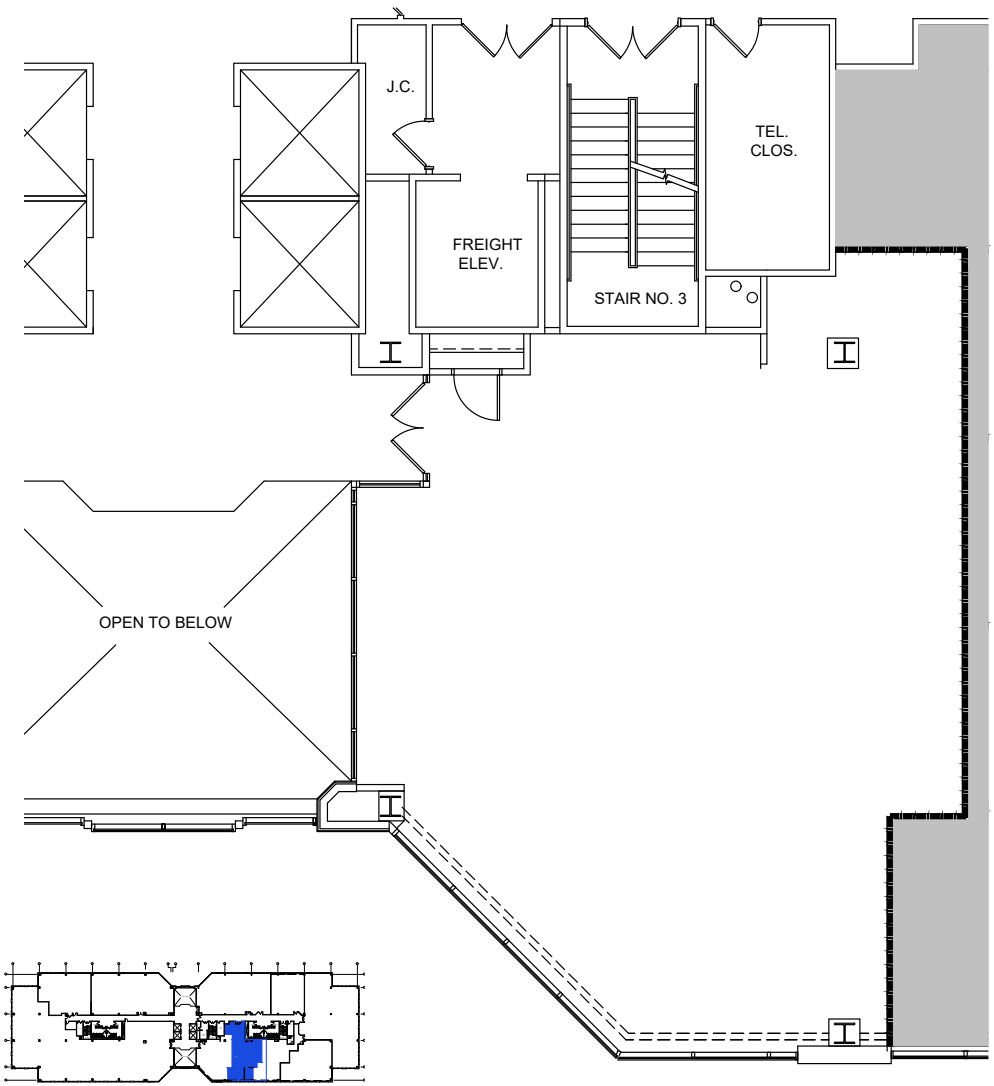 J.C.
TEL.
CLOS.
FREIGHT
ELEV.
STAIR NO. 3
OPEN TO BELOW